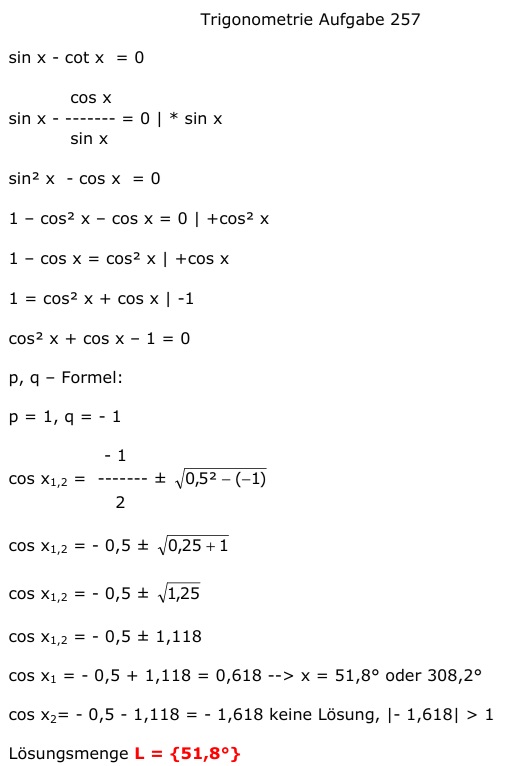 Trigonometrie Aufgabe 257
sin x - cot x = 0
cos x
sin x - ------- = 0 | * sin x
sin x
sin² x - cos x = 0
1 – cos² x – cos x = 0 | +cos² x
1 – cos x = cos² x | +cos x
1 = cos² x + cos x | -1
cos² x + cos x – 1 = 0
p, q – Formel:
p = 1, q = - 1
- 1
cos x₁,₂ = ------- ± √0,5² – (–1)
2
cos x₁,₂ = - 0,5 ± √0,25 + 1
cos x₁,₂ = - 0,5 ± √1,25
cos x₁,₂ = - 0,5 ± 1,118
cos x₁ = - 0,5 + 1,118 = 0,618 --> x = 51,8° oder 308,2°
cos x₂= - 0,5 - 1,118 = - 1,618 keine Lösung, |- 1,618| > 1
Lösungsmenge L = {51,8°}